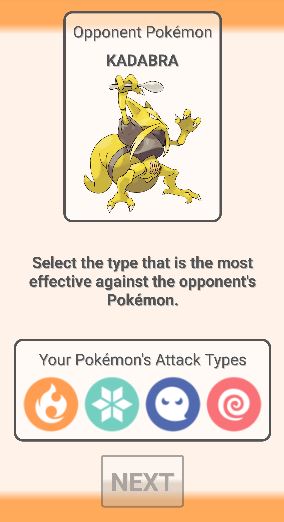 Opponent Pokémon
KADABRA
Select the type that is the most
effective against the opponent's
Pokémon.
Your Pokémon's Attack Types
NEXT